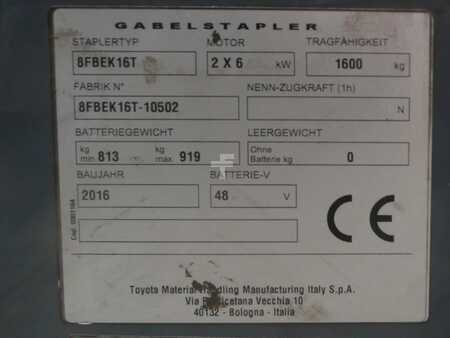 GABELSTAPLER
STAPLERTYP MOTOR TRAGFÄHIGKEIT
8FBEK16T 2 X 6 kW 1600 kg
FABRIK N° NENN-ZUGKRAFT (1h)
8FBEK16T-10502 N
BATTERIEGEWICHT LEERGEWICHT
kg min 813 kg max 919 Ohne Batterie kg 0
BAUJAHR BATTERIE-V
2016 48 V
CE
Toyota Material Handling Manufacturing Italy S.p.A.
Via Vecchia 10
40132 - Bologna - Italia